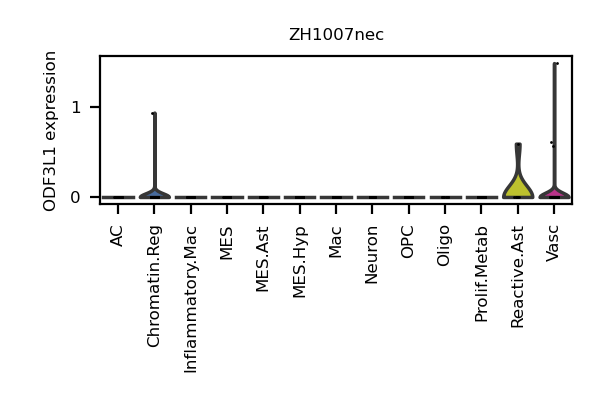 ZH1007nec
ODF3L1 expression
1
0
AC
Chromatin.Reg
Inflammatory.Mac
MES
MES.Ast
MES.Hyp
Mac
Neuron
OPC
Oligo
Prolif.Metab
Reactive.Ast
Vasc